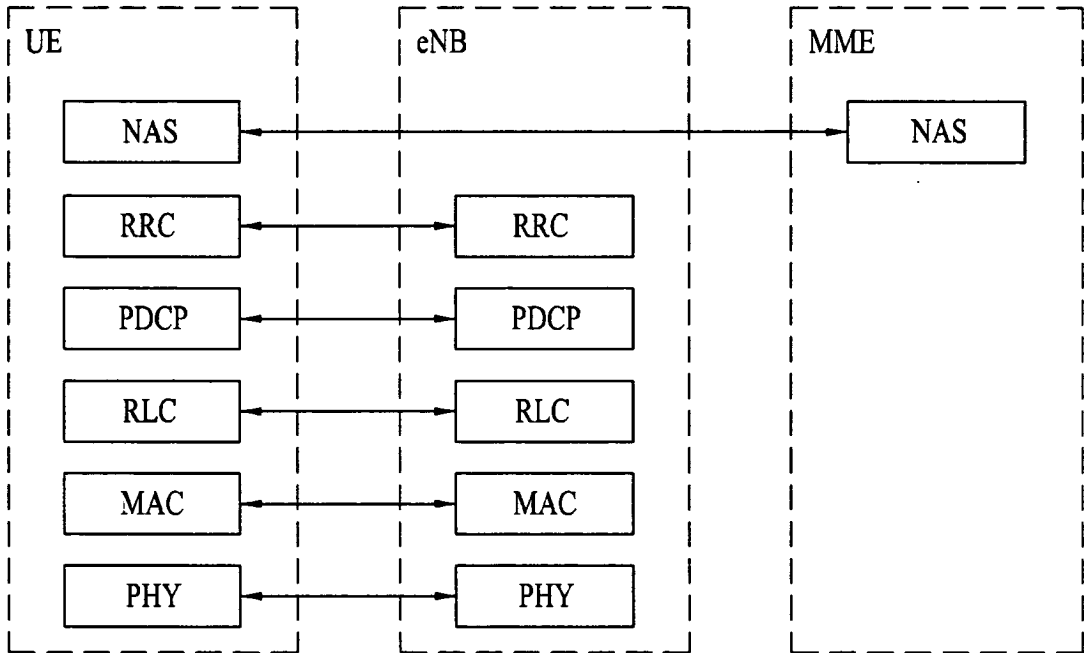 UE eNB MME
NAS NAS
RRC RRC
PDCP PDCP
RLC RLC
MAC MAC
PHY PHY